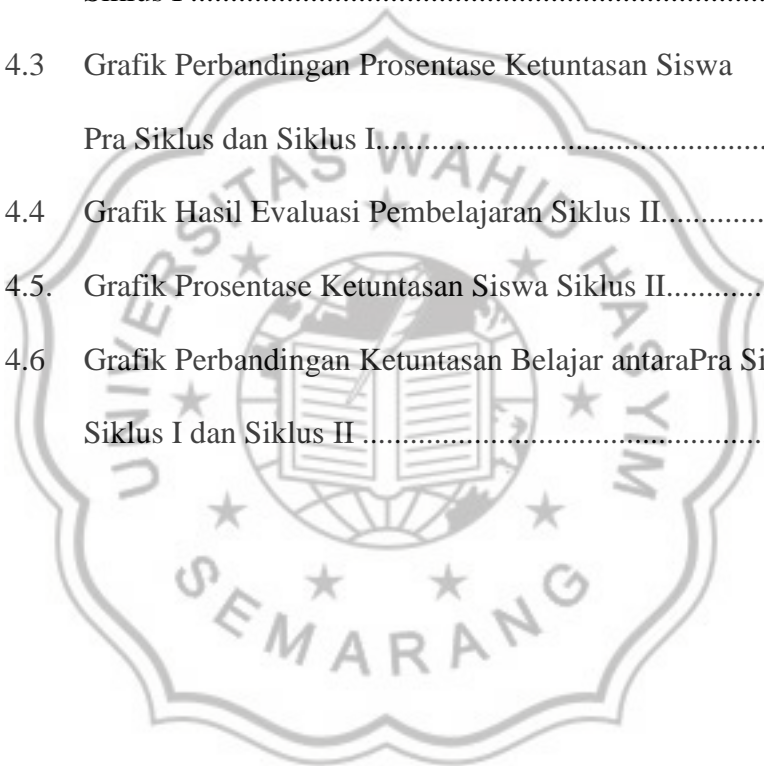 Siklus I .......................................................................
4.3 Grafik Perbandingan Prosentase Ketuntasan Siswa
Pra Siklus dan Siklus I..................................................
4.4 Grafik Hasil Evaluasi Pembelajaran Siklus II.............
4.5. Grafik Prosentase Ketuntasan Siswa Siklus II............
4.6 Grafik Perbandingan Ketuntasan Belajar antaraPra Si
Siklus I dan Siklus II ...................................................
UNIVERSITAS WAHID HASYIM
SEMARANG